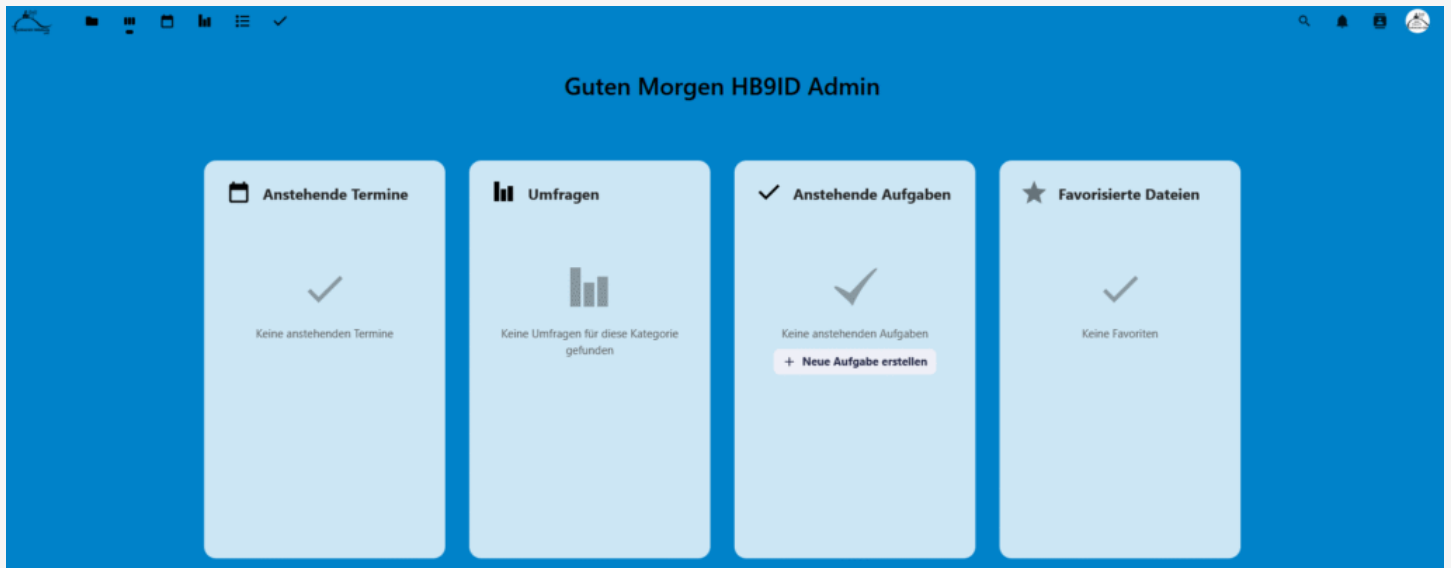 Guten Morgen HB9ID Admin
Anstehende Termine
Keine anstehenden Termine
Umfragen
Keine Umfragen für diese Kategorie
gefunden
Anstehende Aufgaben
Keine anstehenden Aufgaben
+ Neue Aufgabe erstellen
Favorisierte Dateien
Keine Favoriten